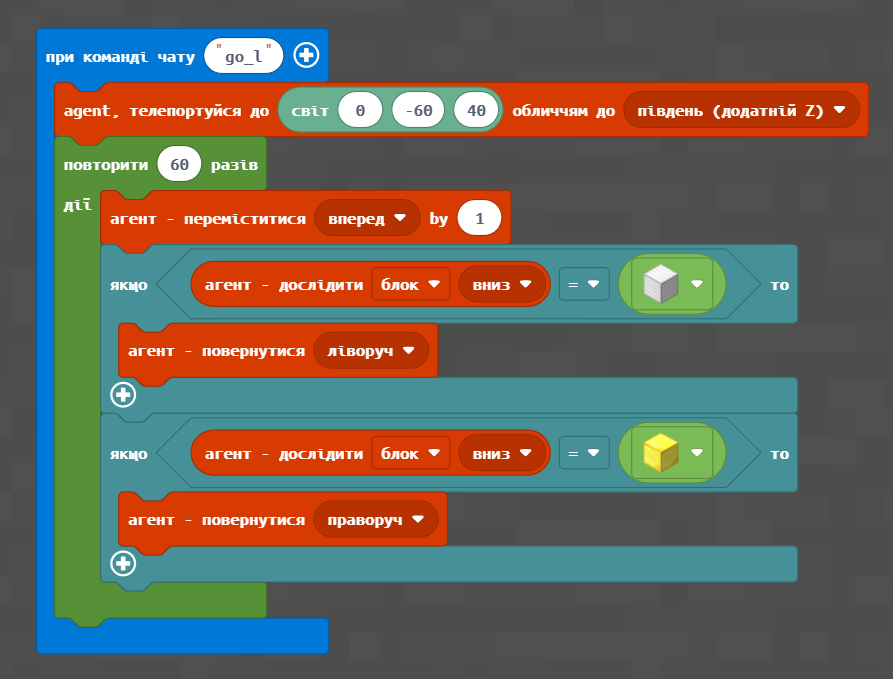 при команді чату "go_l"
agent, телепортуйся до світ 0 -60 40 обличчям до південь (додатній Z)
повторити 60 разів
дії
агент - переміститися вперед by 1
якщо агент - дослідити блок вниз = то
агент - повернутися ліворуч
якщо агент - дослідити блок вниз = то
агент - повернутися праворуч